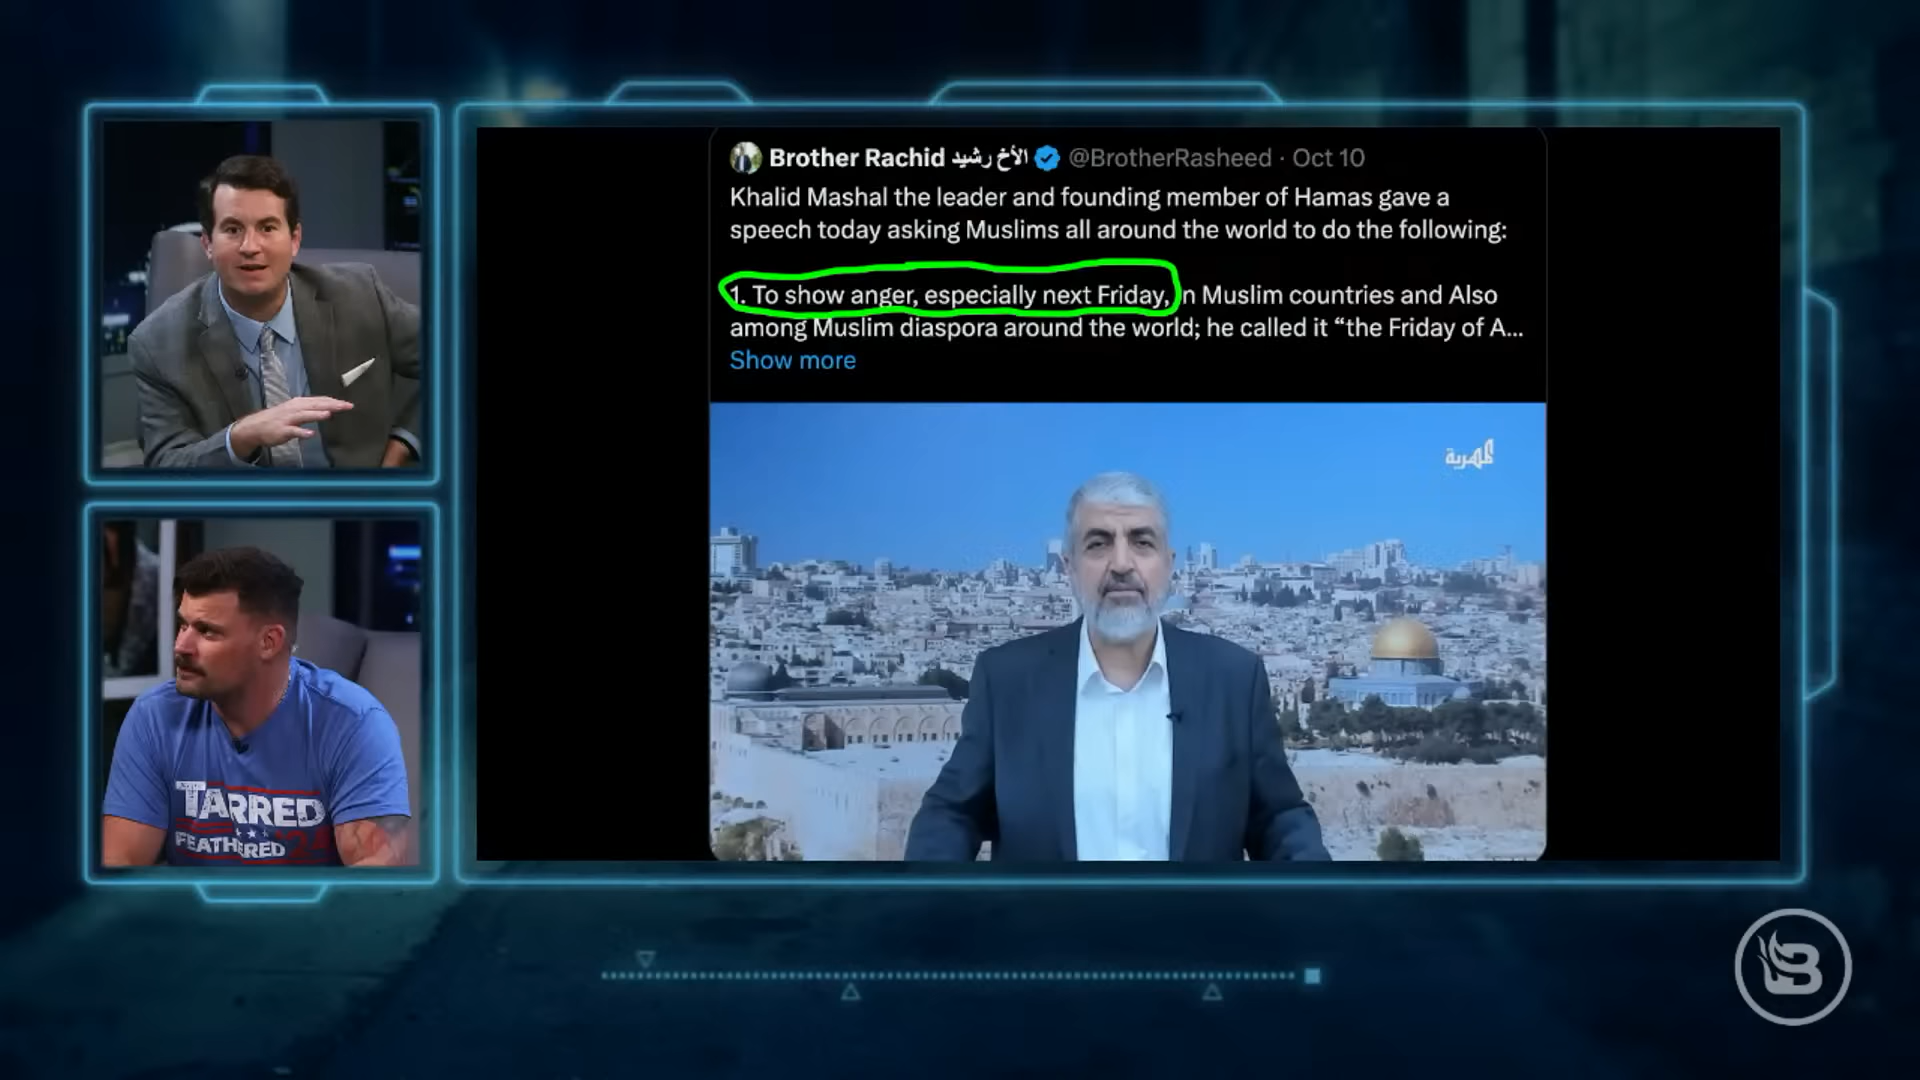 Brother Rachid الأخ رشيد @BrotherRasheed · Oct 10
Khalid Mashal the leader and founding member of Hamas gave a
speech today asking Muslims all around the world to do the following:
1. To show anger, especially next Friday, in Muslim countries and Also
among Muslim diaspora around the world; he called it “the Friday of A...
Show more
المهرية
TARRED
FEATHERED
B